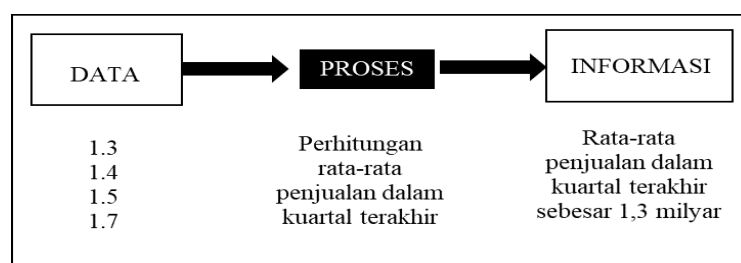 DATA
PROSES
INFORMASI
1.3
1.4
1.5
1.7
Perhitungan
rata-rata
penjualan dalam
kuartal terakhir
Rata-rata
penjualan dalam
kuartal terakhir
sebesar 1,3 milyar